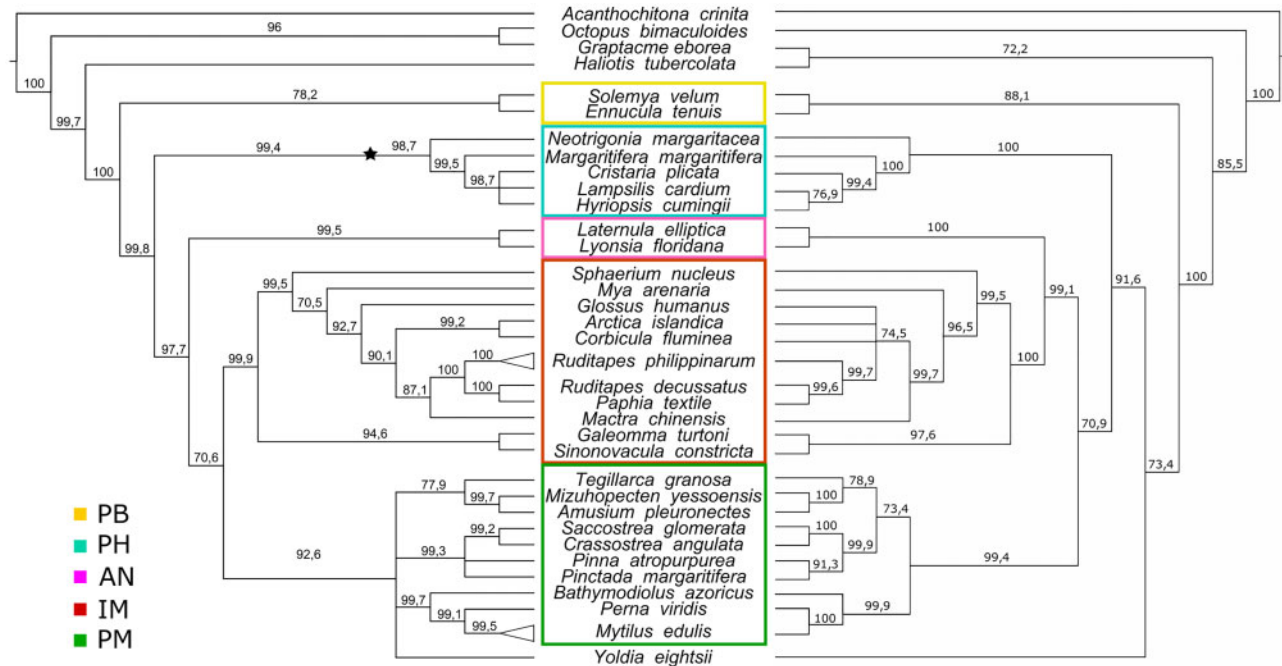 Acanthochitona crinita
96
Octopus bimaculoides
Graptacme eborea
72,2
Haliotis tubercolata
100
100
99,7
78,2
Solemya velum
88,1
Ennucula tenuis
99,4
98,7
Neotrigonia margaritacea
100
99,5
Margaritifera margaritifera
100
85,5
100
98,7
Cristaria plicata
99,4
Lampsilis cardium
76,9
Hyriopsis cumingii
99,5
Laternula elliptica
100
Lyonsia floridana
99,8
99,5
Sphaerium nucleus
99,5
99,1
91,6
100
70,5
Mya arenaria
96,5
92,7
Glossus humanus
99,2
Arctica islandica
74,5
Corbicula fluminea
97,7
99,9
90,1
100
Ruditapes philippinarum
99,7
99,7
100
87,1
100
100
Ruditapes decussatus
99,6
Paphia textile
Mactra chinensis
70,9
94,6
Galeomma turtoni
97,6
Sinonovacula constricta
70,6
73,4
77,9
Tegillarca granosa
78,9
99,7
Mizuhopecten yessoensis
100
Amusium pleuronectes
73,4
PB
99,2
Saccostrea glomerata
100
PH
92,6
99,3
Crassostrea angulata
99,9
99,4
Pinna atropurpurea
91,3
AN
Pinctada margaritifera
99,7
Bathymodiolus azoricus
99,9
IM
99,1
Perna viridis
100
PM
99,5
Mytilus edulis
Yoldia eightsii